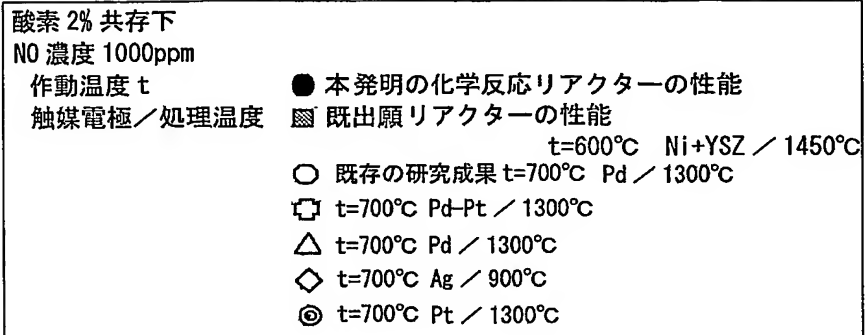 酸素 2% 共存下
NO 濃度 1000ppm
作動温度 t ● 本発明の化学反応リアクターの性能
触媒電極／処理温度 ▨ 既出願リアクターの性能
t=600℃ Ni+YSZ ／ 1450℃
○ 既存の研究成果 t=700℃ Pd ／ 1300℃
t=700℃ Pd-Pt ／ 1300℃
△ t=700℃ Pd ／ 1300℃
◇ t=700℃ Ag ／ 900℃
◎ t=700℃ Pt ／ 1300℃